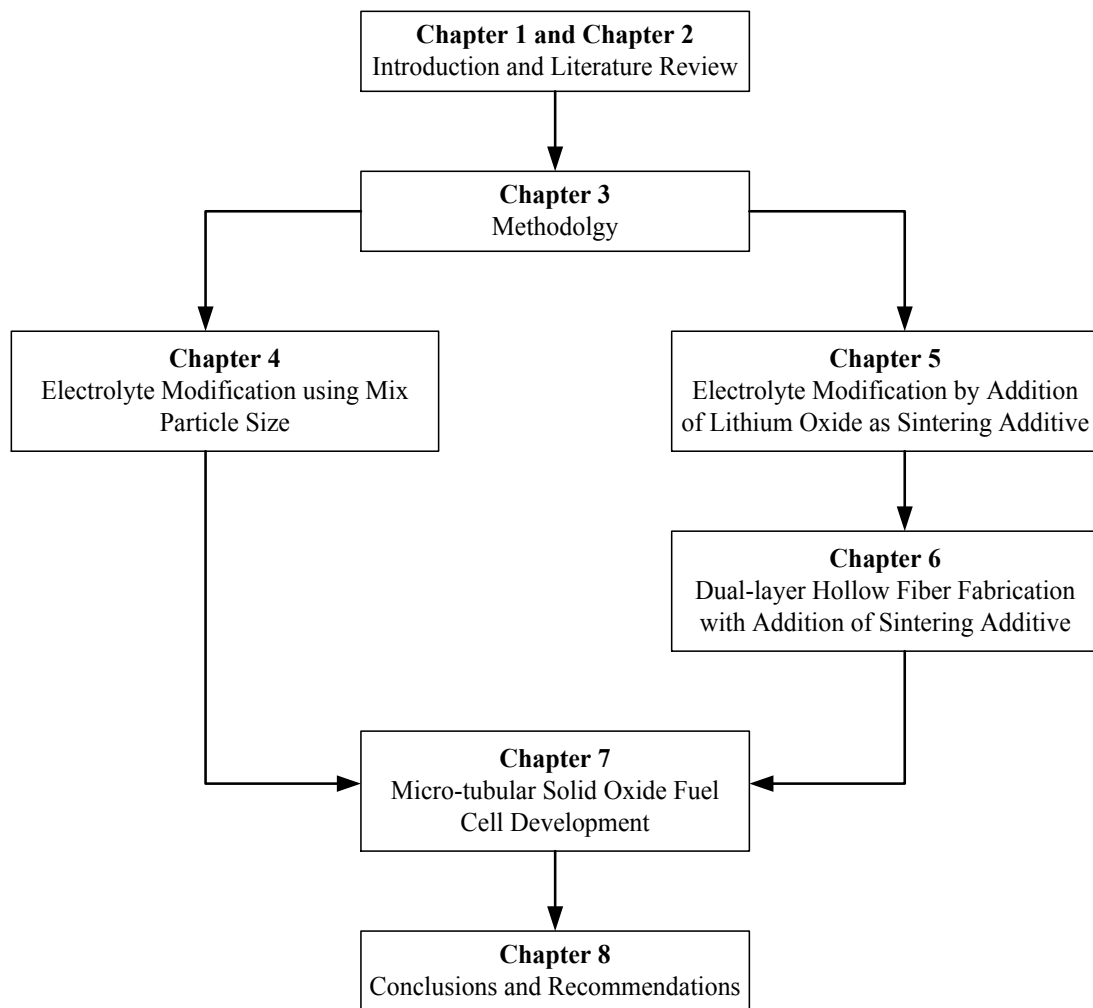 Chapter 1 and Chapter 2
Introduction and Literature Review
Chapter 3
Methodolgy
Chapter 4
Electrolyte Modification using Mix
Particle Size
Chapter 5
Electrolyte Modification by Addition
of Lithium Oxide as Sintering Additive
Chapter 6
Dual-layer Hollow Fiber Fabrication
with Addition of Sintering Additive
Chapter 7
Micro-tubular Solid Oxide Fuel
Cell Development
Chapter 8
Conclusions and Recommendations